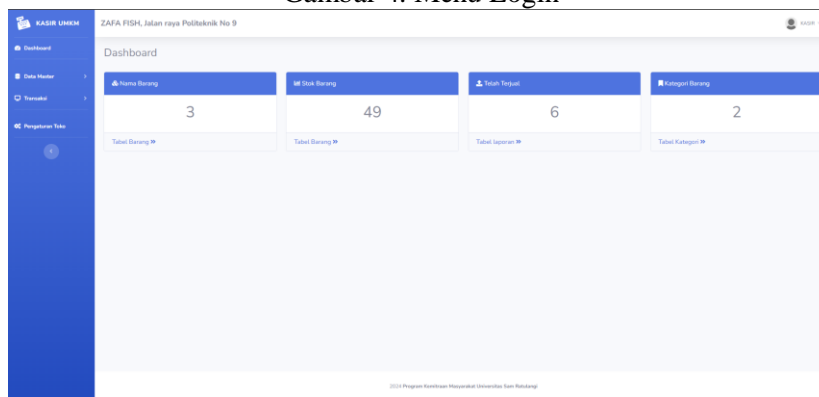 Gambar 4. Menu Login
KASIR UMKM
ZAFA FISH, Jalan raya Politeknik No 9
KASIR
Dashboard
Dashboard
Data Master
Transaksi
Pengaturan Toko
Nama Barang
Stok Barang
Telah Terjual
Kategori Barang
3
49
6
2
Tabel Barang »
Tabel Barang »
Tabel laporan »
Tabel Kategori »
2024 Program Kemitraan Masyarakat Universitas Sam Ratulangi